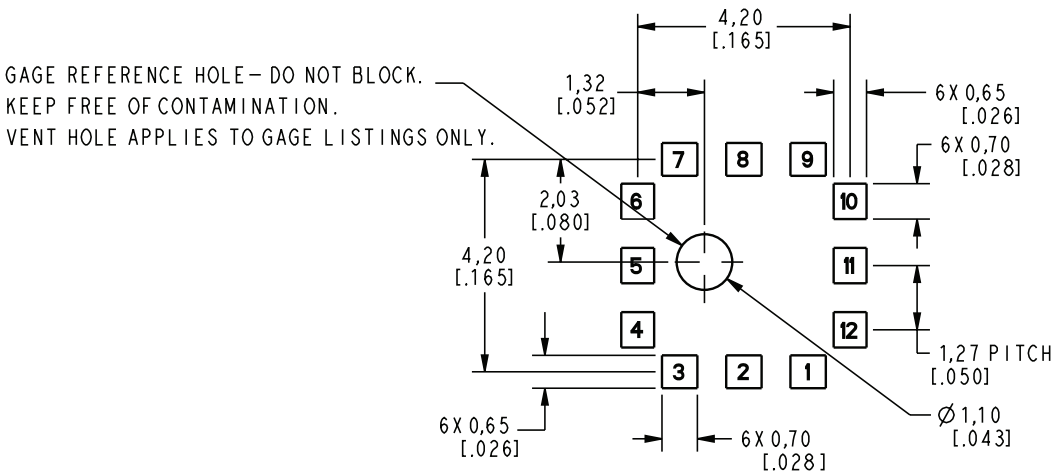 4,20
[.165]
GAGE REFERENCE HOLE– DO NOT BLOCK.
KEEP FREE OF CONTAMINATION.
VENT HOLE APPLIES TO GAGE LISTINGS ONLY.
1,32
[.052]
6X 0,65
[.026]
6X 0,70
[.028]
7
8
9
2,03
[.080]
6
10
4,20
[.165]
5
11
4
12
1,27 PITCH
[.050]
3
2
1
6X 0,65
[.026]
6X 0,70
[.028]
Ø 1,10
[.043]